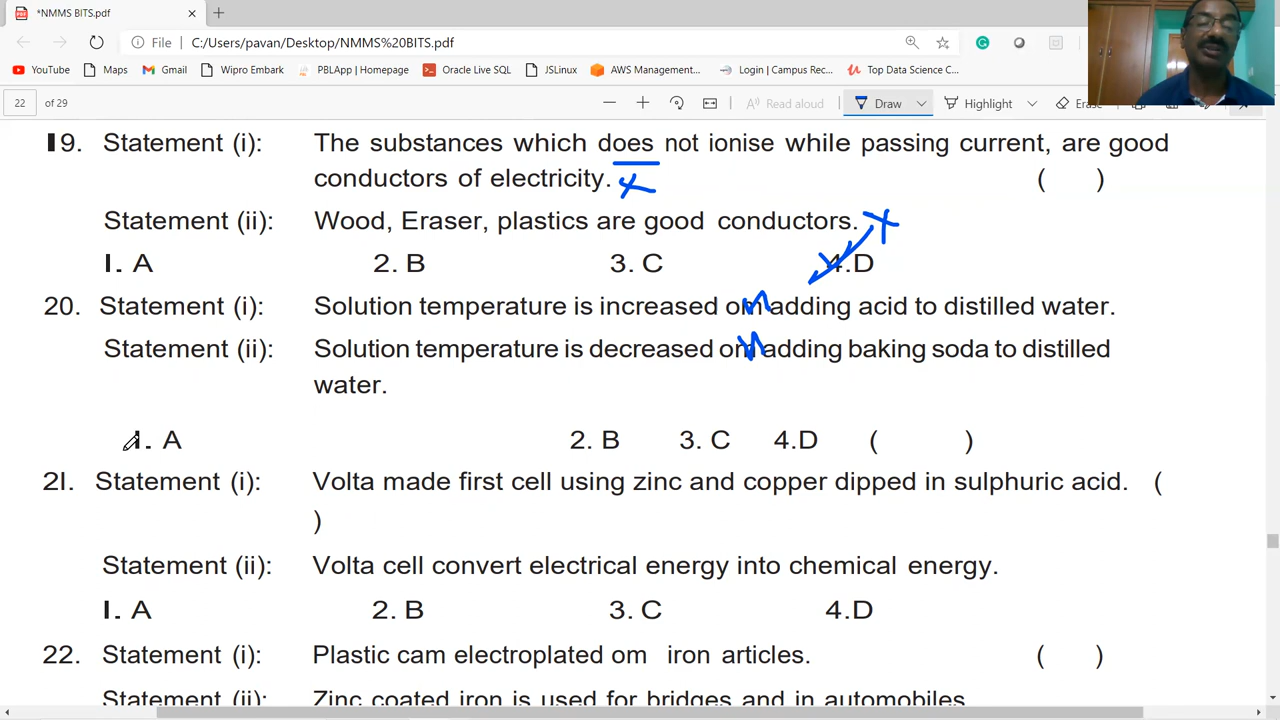 *NMMS BITS.pdf
File C:/Users/pavan/Desktop/NMMS%20BITS.pdf
YouTube Maps Gmail Wipro Embark PBLApp | Homepage Oracle Live SQL JSLinux AWS Management... Login | Campus Rec... Top Data Science C...
22 of 29 Read aloud Draw Highlight Erase
19. Statement (i): The substances which does not ionise while passing current, are good
conductors of electricity. ( )
Statement (ii): Wood, Eraser, plastics are good conductors.
1. A 2. B 3. C 4.D
20. Statement (i): Solution temperature is increased om adding acid to distilled water.
Statement (ii): Solution temperature is decreased om adding baking soda to distilled
water.
1. A 2. B 3. C 4.D ( )
2I. Statement (i): Volta made first cell using zinc and copper dipped in sulphuric acid. (
)
Statement (ii): Volta cell convert electrical energy into chemical energy.
I. A 2. B 3. C 4.D
22. Statement (i): Plastic cam electroplated om iron articles. ( )
Statement (ii): Zinc coated iron is used for bridges and in automobiles